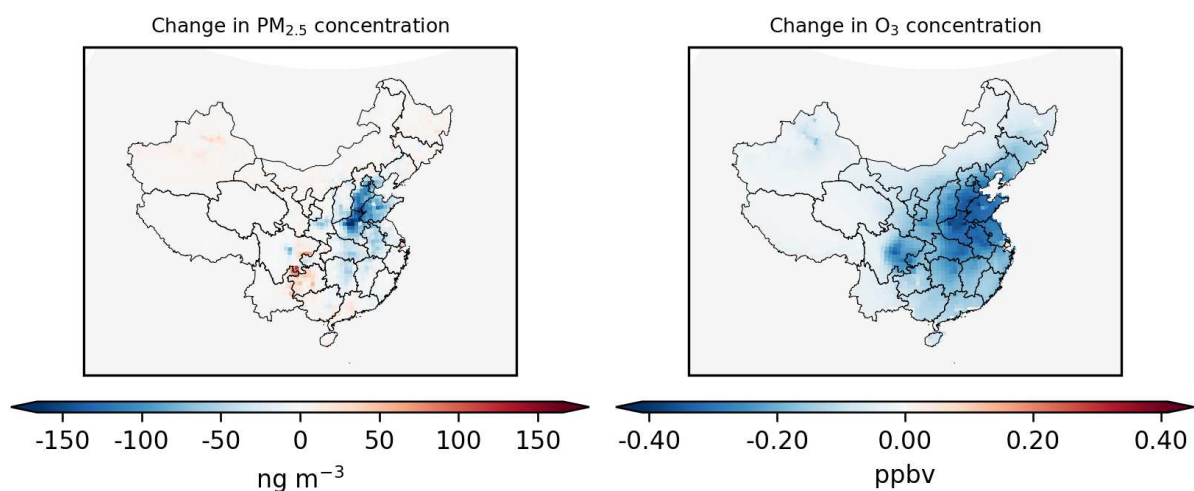 Change in PM₂.₅ concentration
Change in O₃ concentration
-150 -100 -50 0 50 100 150
ng m⁻³
-0.40 -0.20 0.00 0.20 0.40
ppbv